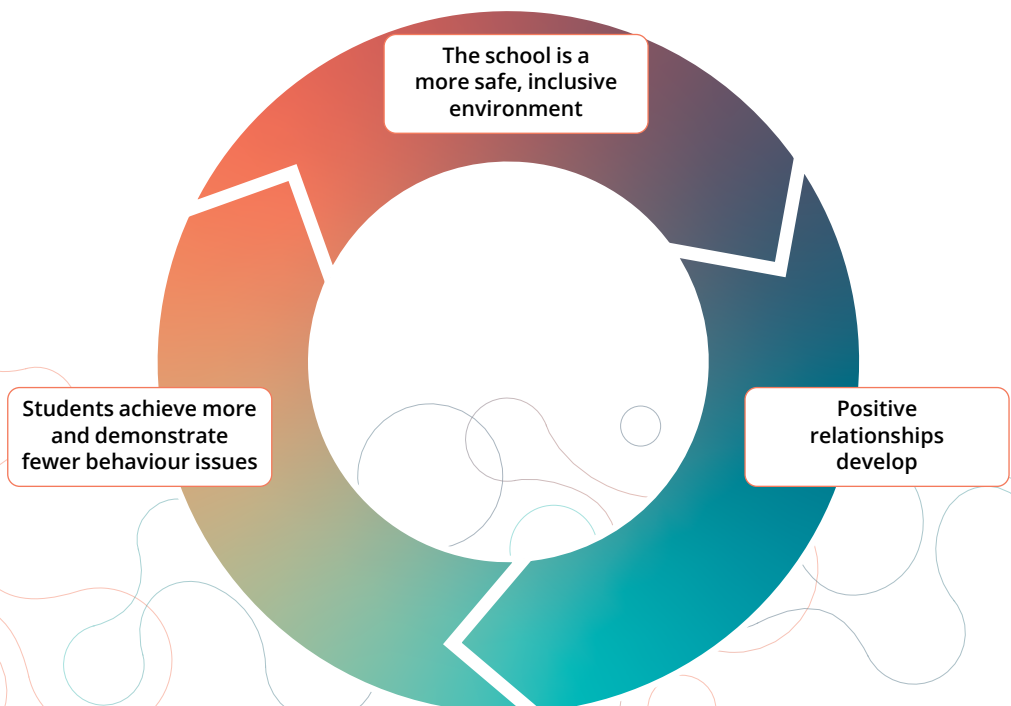 The school is a
more safe, inclusive
environment
Students achieve more
and demonstrate
fewer behaviour issues
Positive
relationships
develop